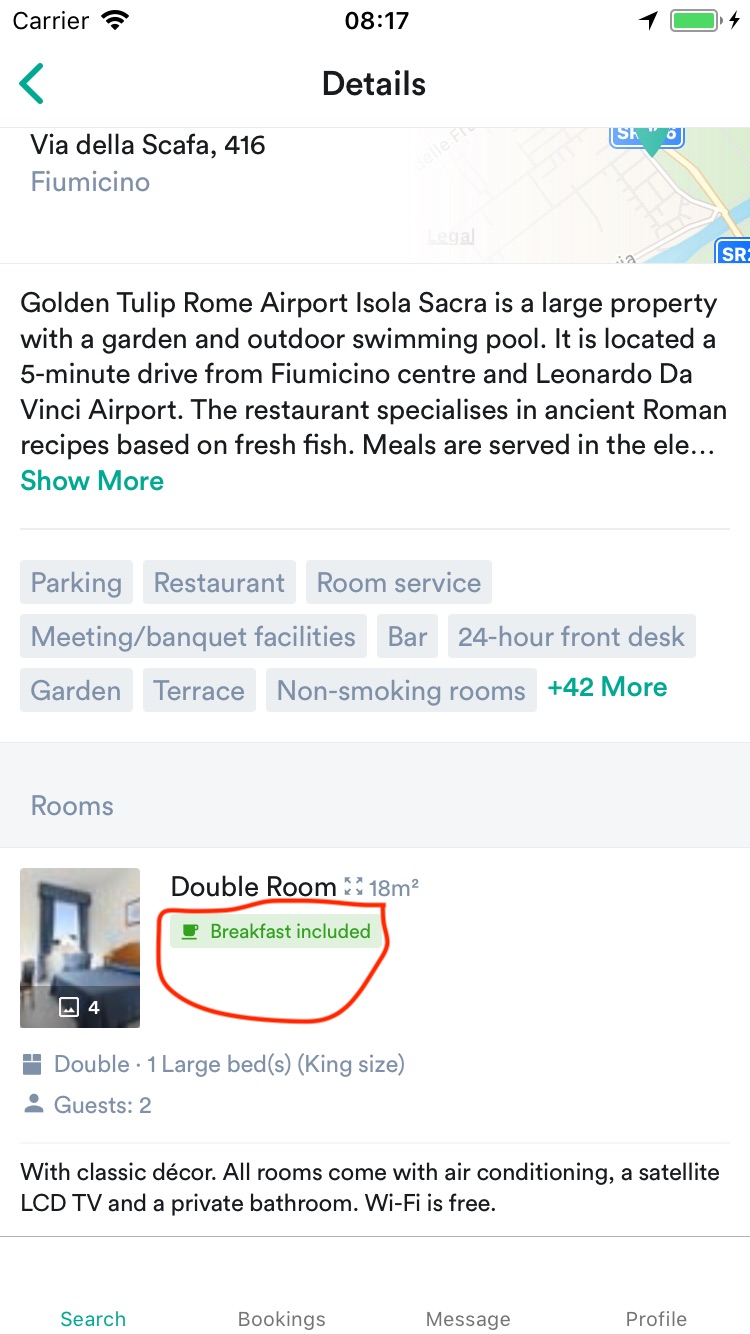 Carrier 08:17
Details
Via della Scafa, 416
Fiumicino
Legal
Golden Tulip Rome Airport Isola Sacra is a large property
with a garden and outdoor swimming pool. It is located a
5-minute drive from Fiumicino centre and Leonardo Da
Vinci Airport. The restaurant specialises in ancient Roman
recipes based on fresh fish. Meals are served in the ele…
Show More
Parking Restaurant Room service
Meeting/banquet facilities Bar 24-hour front desk
Garden Terrace Non-smoking rooms +42 More
Rooms
Double Room 18m²
Breakfast included
4
Double · 1 Large bed(s) (King size)
Guests: 2
With classic décor. All rooms come with air conditioning, a satellite
LCD TV and a private bathroom. Wi-Fi is free.
Search Bookings Message Profile